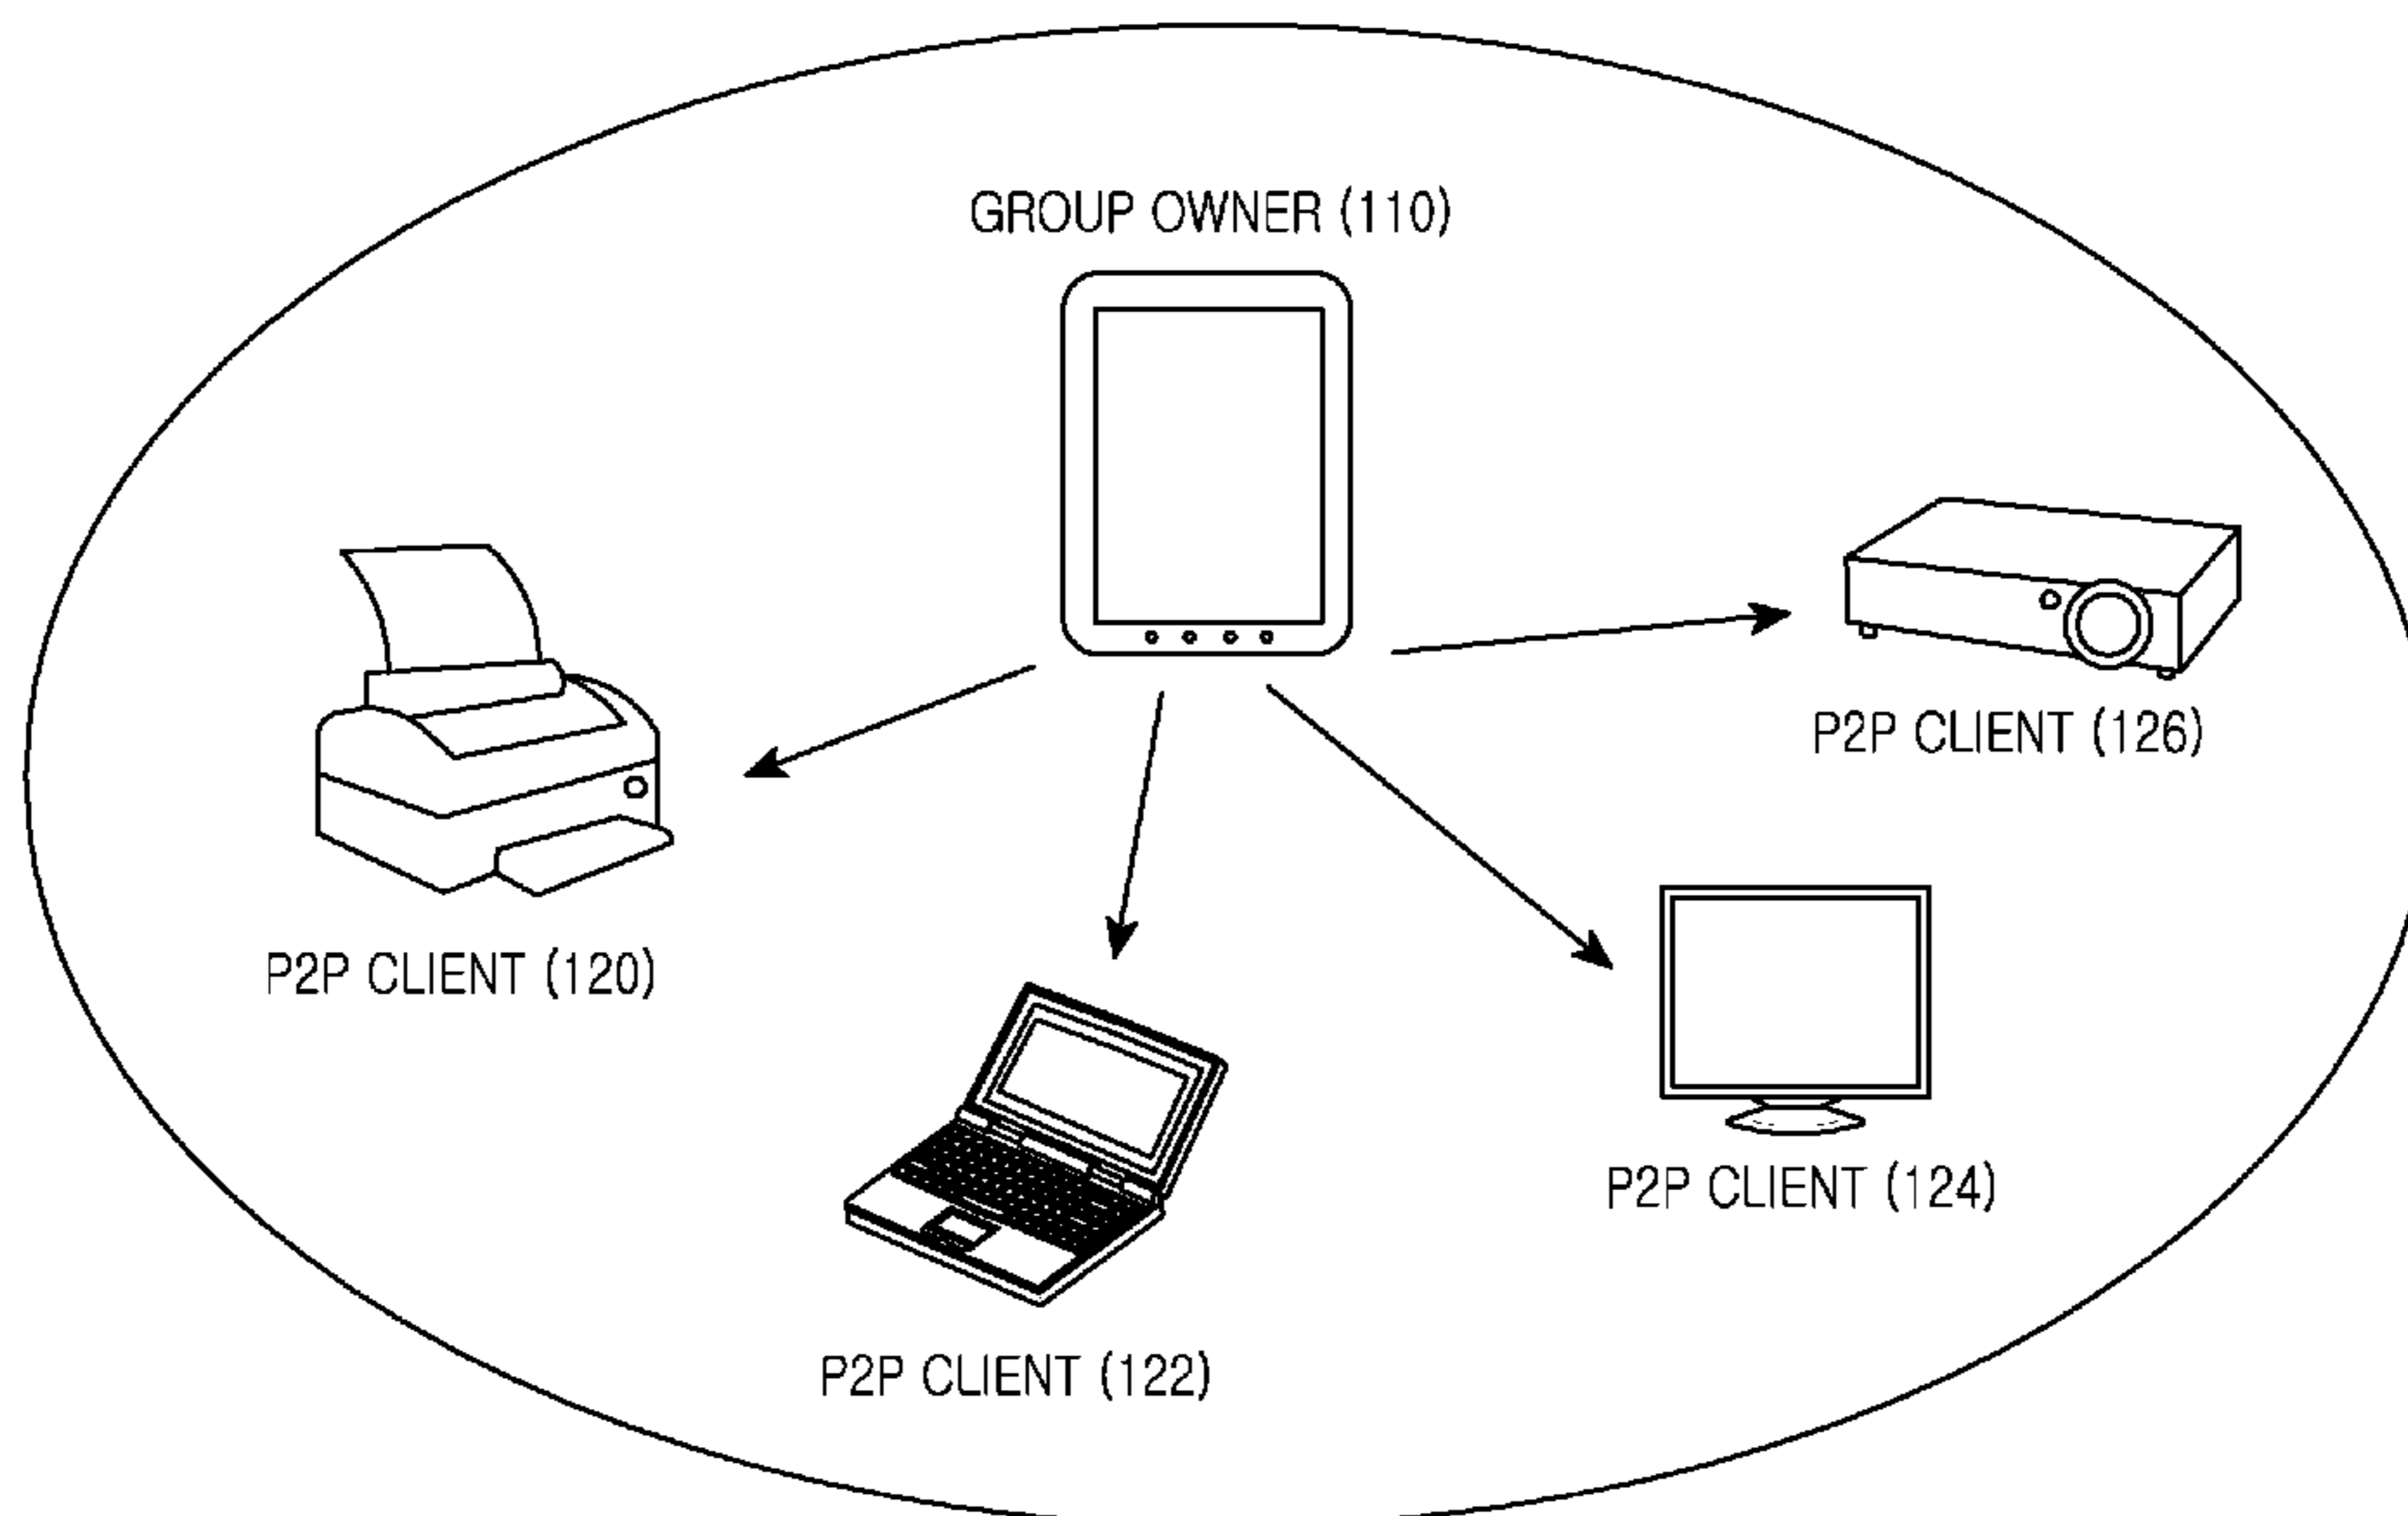 GROUP OWNER (110)
P2P CLIENT (126)
P2P CLIENT (120)
P2P CLIENT (124)
P2P CLIENT (122)